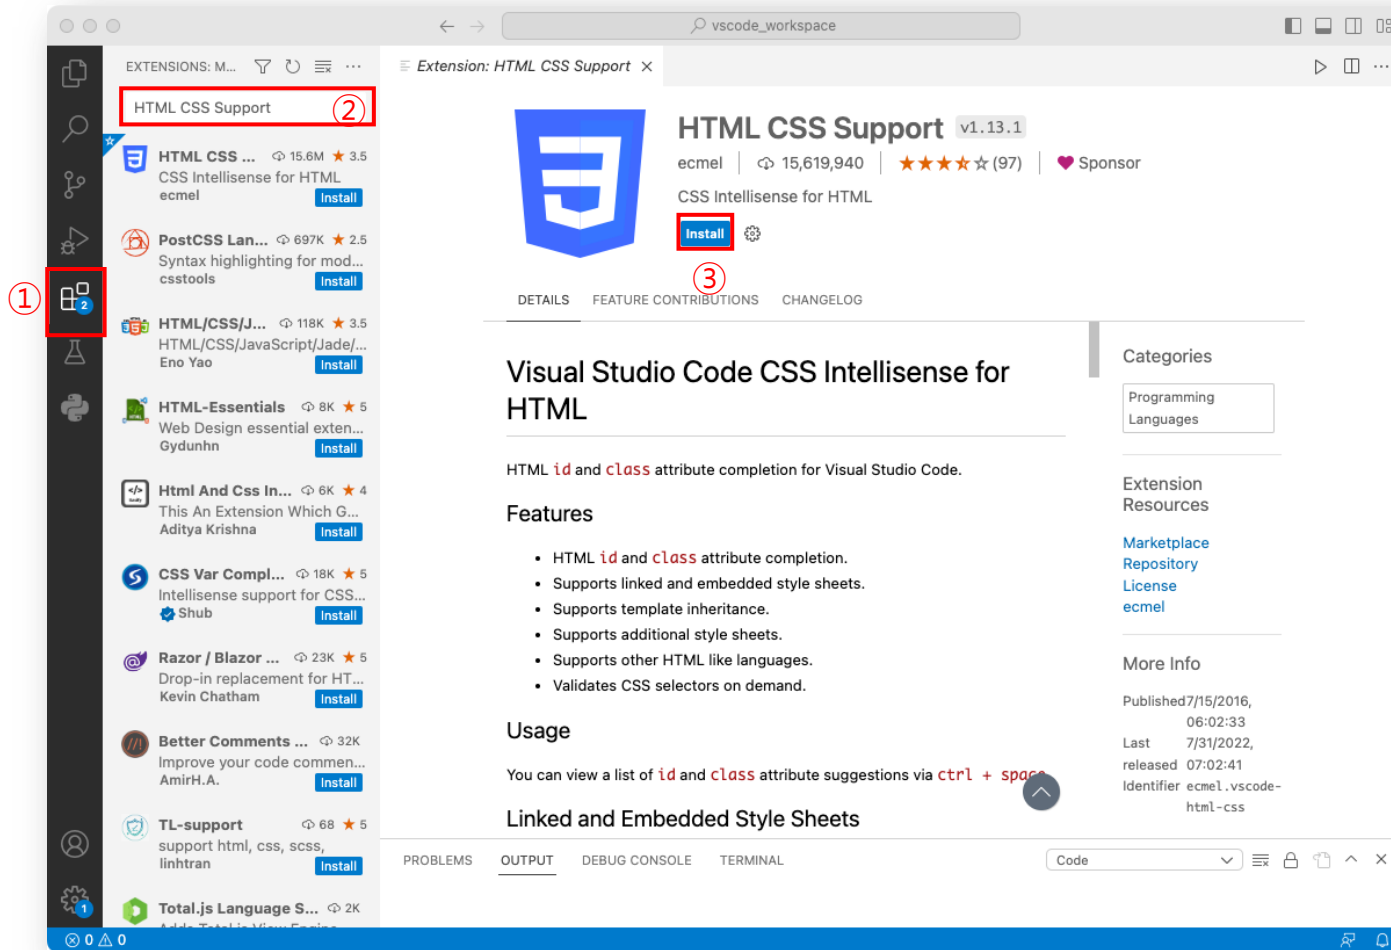 vscode_workspace
EXTENSIONS: M...
Extension: HTML CSS Support
HTML CSS Support
②
HTML CSS ... 15.6M ★ 3.5
CSS Intellisense for HTML
ecmel Install
PostCSS Lan... 697K ★ 2.5
Syntax highlighting for mod...
csstools Install
①
2
HTML/CSS/J... 118K ★ 3.5
HTML/CSS/JavaScript/Jade/...
Eno Yao Install
HTML-Essentials 8K ★ 5
Web Design essential exten...
Gydunhn Install
Html And Css In... 6K ★ 4
This An Extension Which G...
Aditya Krishna Install
CSS Var Compl... 18K ★ 5
Intellisense support for CSS...
Shub Install
Razor / Blazor ... 23K ★ 5
Drop-in replacement for HT...
Kevin Chatham Install
Better Comments ... 32K
Improve your code commen...
AmirH.A. Install
TL-support 68 ★ 5
support html, css, scss,
linhtran Install
Total.js Language S... 2K
1
HTML CSS Support v1.13.1
ecmel 15,619,940 ★★★★☆ (97) Sponsor
CSS Intellisense for HTML
Install
③
DETAILS FEATURE CONTRIBUTIONS CHANGELOG
Visual Studio Code CSS Intellisense for
HTML
HTML id and class attribute completion for Visual Studio Code.
Features
• HTML id and class attribute completion.
• Supports linked and embedded style sheets.
• Supports template inheritance.
• Supports additional style sheets.
• Supports other HTML like languages.
• Validates CSS selectors on demand.
Usage
You can view a list of id and class attribute suggestions via ctrl + space
Linked and Embedded Style Sheets
Categories
Programming
Languages
Extension
Resources
Marketplace
Repository
License
ecmel
More Info
Published 7/15/2016,
06:02:33
Last 7/31/2022,
released 07:02:41
Identifier ecmel.vscode-
html-css
PROBLEMS OUTPUT DEBUG CONSOLE TERMINAL
Code
0 0